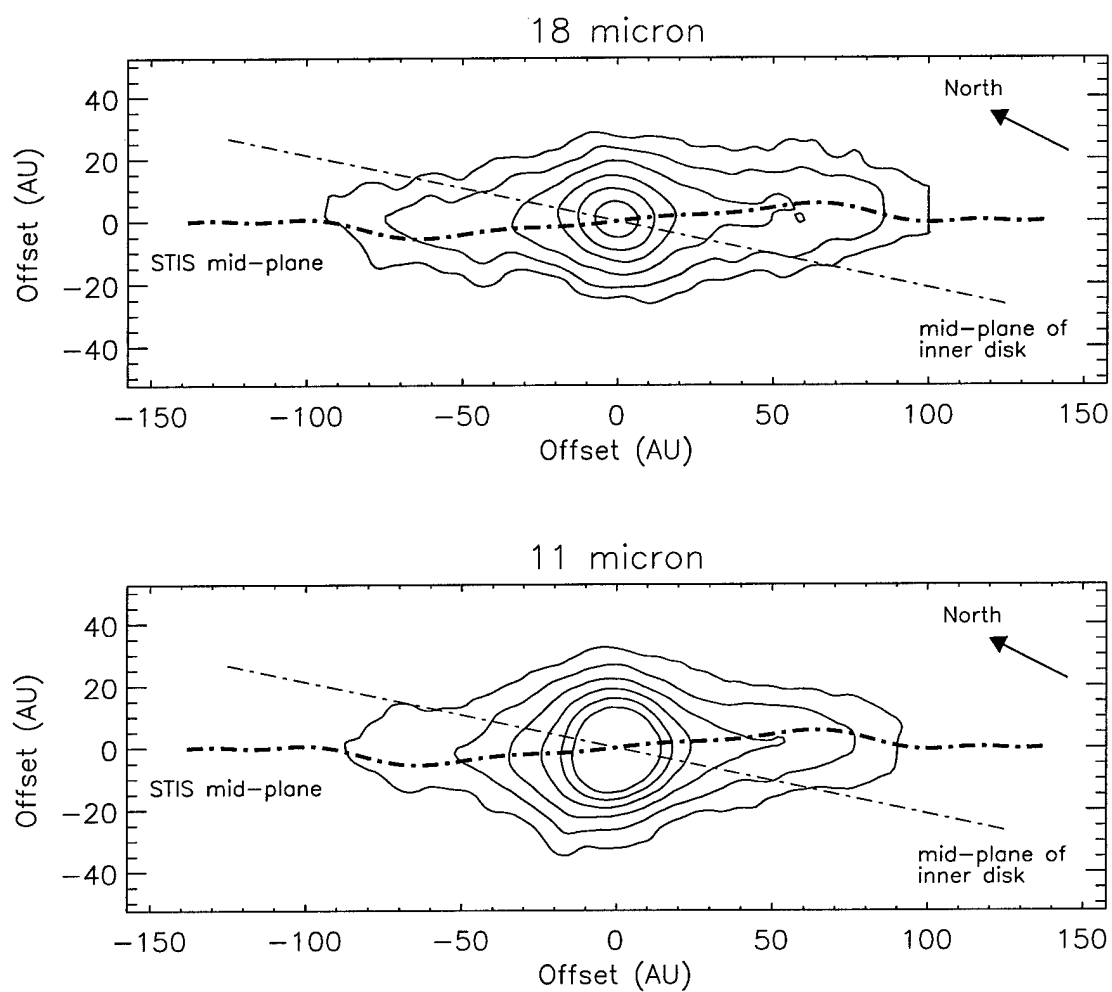 18 micron
North
40
20
0
−20
−40
Offset (AU)
STIS mid−plane
mid−plane of
inner disk
−150
−100
−50
0
50
100
150
Offset (AU)
11 micron
North
40
20
0
−20
−40
Offset (AU)
STIS mid−plane
mid−plane of
inner disk
−150
−100
−50
0
50
100
150
Offset (AU)